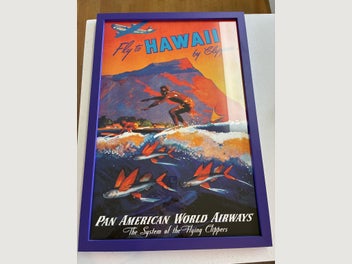 Fly to HAWAII
by Clipper
PAN AMERICAN WORLD AIRWAYS
The System of the Flying Clippers